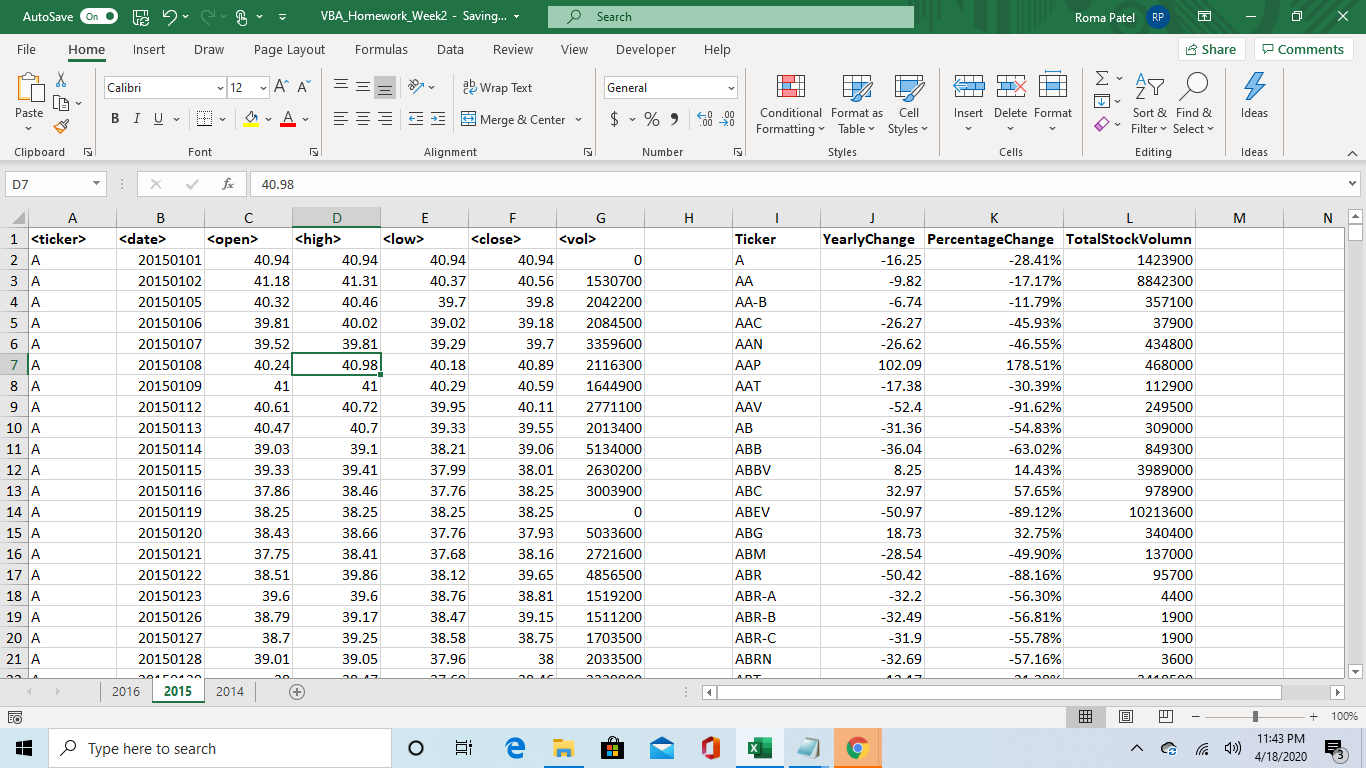 AutoSave On VBA_Homework_Week2 - Saving... Search Roma Patel RP
File Home Insert Draw Page Layout Formulas Data Review View Developer Help Share Comments
Calibri 12 Wrap Text General
Paste B I U Merge & Center $ % Conditional Formatting Format as Table Cell Styles Insert Delete Format Sort & Filter Find & Select Ideas
Clipboard Font Alignment Number Styles Cells Editing Ideas
D7 fx 40.98
A B C D E F G H I J K L M N
1 <ticker> <date> <open> <high> <low> <close> <vol> Ticker YearlyChange PercentageChange TotalStockVolumn
2 A 20150101 40.94 40.94 40.94 40.94 0 A -16.25 -28.41% 1423900
3 A 20150102 41.18 41.31 40.37 40.56 1530700 AA -9.82 -17.17% 8842300
4 A 20150105 40.32 40.46 39.7 39.8 2042200 AA-B -6.74 -11.79% 357100
5 A 20150106 39.81 40.02 39.02 39.18 2084500 AAC -26.27 -45.93% 37900
6 A 20150107 39.52 39.81 39.29 39.7 3359600 AAN -26.62 -46.55% 434800
7 A 20150108 40.24 40.98 40.18 40.89 2116300 AAP 102.09 178.51% 468000
8 A 20150109 41 41 40.29 40.59 1644900 AAT -17.38 -30.39% 112900
9 A 20150112 40.61 40.72 39.95 40.11 2771100 AAV -52.4 -91.62% 249500
10 A 20150113 40.47 40.7 39.33 39.55 2013400 AB -31.36 -54.83% 309000
11 A 20150114 39.03 39.1 38.21 39.06 5134000 ABB -36.04 -63.02% 849300
12 A 20150115 39.33 39.41 37.99 38.01 2630200 ABBV 8.25 14.43% 3989000
13 A 20150116 37.86 38.46 37.76 38.25 3003900 ABC 32.97 57.65% 978900
14 A 20150119 38.25 38.25 38.25 38.25 0 ABEV -50.97 -89.12% 10213600
15 A 20150120 38.43 38.66 37.76 37.93 5033600 ABG 18.73 32.75% 340400
16 A 20150121 37.75 38.41 37.68 38.16 2721600 ABM -28.54 -49.90% 137000
17 A 20150122 38.51 39.86 38.12 39.65 4856500 ABR -50.42 -88.16% 95700
18 A 20150123 39.6 39.6 38.76 38.81 1519200 ABR-A -32.2 -56.30% 4400
19 A 20150126 38.79 39.17 38.47 39.15 1511200 ABR-B -32.49 -56.81% 1900
20 A 20150127 38.7 39.25 38.58 38.75 1703500 ABR-C -31.9 -55.78% 1900
21 A 20150128 39.01 39.05 37.96 38 2033500 ABRN -32.69 -57.16% 3600
2016 2015 2014
100%
Type here to search 11:43 PM
4/18/2020 3